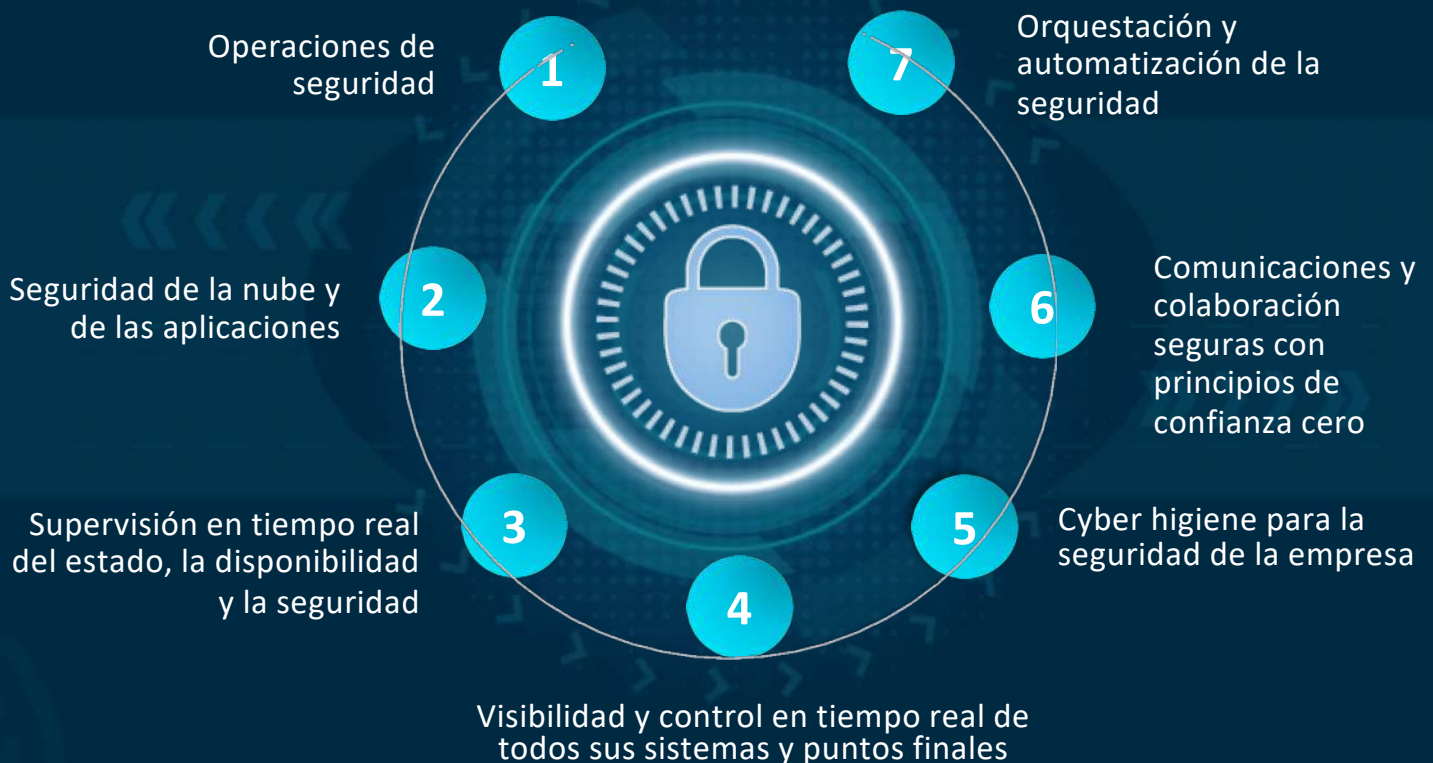 1
Operaciones de
seguridad
2
Seguridad de la nube y
de las aplicaciones
3
Supervisión en tiempo real
del estado, la disponibilidad
y la seguridad
4
Visibilidad y control en tiempo real de
todos sus sistemas y puntos finales
5
Cyber higiene para la
seguridad de la empresa
6
Comunicaciones y
colaboración
seguras con
principios de
confianza cero
7
Orquestación y
automatización de la
seguridad